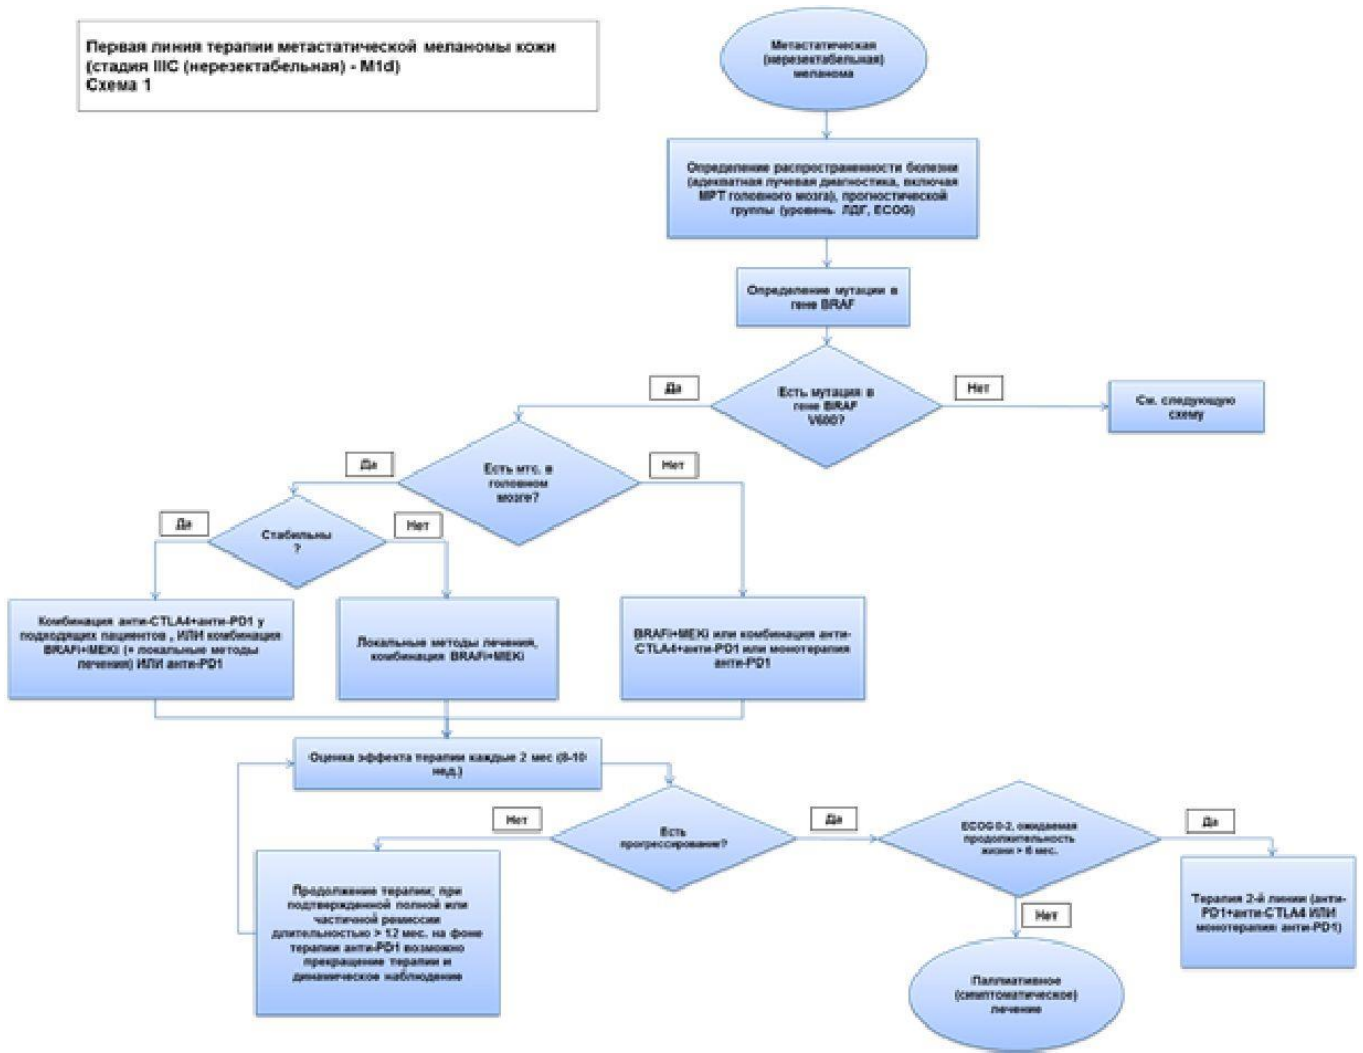 Первая линия терапии метастатической меланомы кожи
(стадия IIIC (нерезектабельная) - M1d)
Схема 1
Метастатическая
(нерезектабельная)
меланома
Определение распространенности болезни
(адекватная лучевая диагностика, включая
МРТ головного мозга), прогностической
группы (уровень ЛДГ, ECOG)
Определение мутации в
гене BRAF
Есть мутация в
гене BRAF
V600?
Да
Нет
См. следующую
схему
Есть мтс. в
головном
мозге?
Да
Нет
Стабильны
?
Да
Нет
Комбинация анти-CTLA4+анти-PD1 у
подходящих пациентов , ИЛИ комбинация
BRAFi+MEKi (+ локальные методы
лечения) ИЛИ анти-PD1
Локальные методы лечения,
комбинация BRAFi+MEKi
BRAFi+MEKi или комбинация анти-
CTLA4+анти-PD1 или монотерапия
анти-PD1
Оценка эффекта терапии каждые 2 мес (8-10
нед.)
Есть
прогрессирование?
Нет
Да
Продолжение терапии; при
подтвержденной полной или
частичной ремиссии
длительностью > 12 мес. на фоне
терапии анти-PD1 возможно
прекращение терапии и
динамическое наблюдение
ECOG 0-2, ожидаемая
продолжительность
жизни > 6 мес.
Да
Нет
Терапия 2-й линии (анти-
PD1+анти-CTLA4 ИЛИ
монотерапия анти-PD1)
Паллиативное
(симптоматическое)
лечение